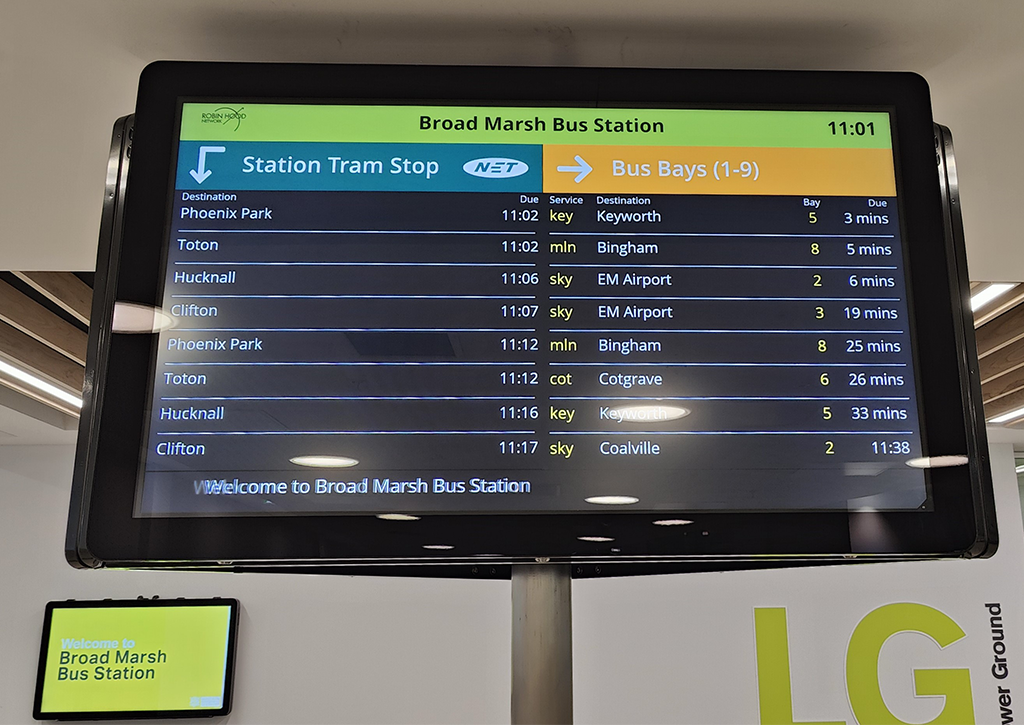 ROBIN HOOD
NETWORK
Broad Marsh Bus Station
11:01
Station Tram Stop NET
Bus Bays (1-9)
Destination Due
Phoenix Park 11:02
Toton 11:02
Hucknall 11:06
Clifton 11:07
Phoenix Park 11:12
Toton 11:12
Hucknall 11:16
Clifton 11:17
Service Destination Bay Due
key Keyworth 5 3 mins
mln Bingham 8 5 mins
sky EM Airport 2 6 mins
sky EM Airport 3 19 mins
mln Bingham 8 25 mins
cot Cotgrave 6 26 mins
key Keyworth 5 33 mins
sky Coalville 2 11:38
Welcome to Broad Marsh Bus Station
Welcome to
Broad Marsh
Bus Station
LG
wer Ground